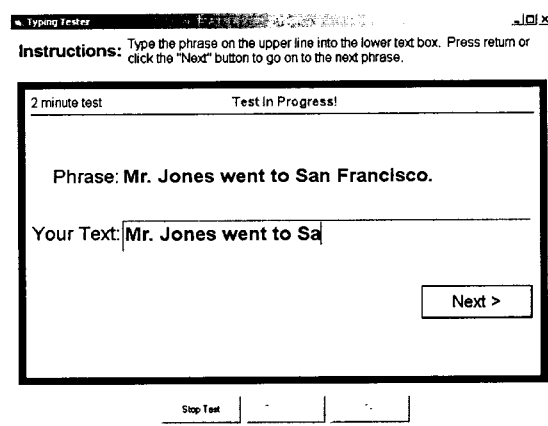 Typing Tester
Instructions: Type the phrase on the upper line into the lower text box. Press return or
click the "Next" button to go on to the next phrase.
2 minute test Test In Progress!
Phrase: Mr. Jones went to San Francisco.
Your Text: Mr. Jones went to Sa
Next >
Stop Test